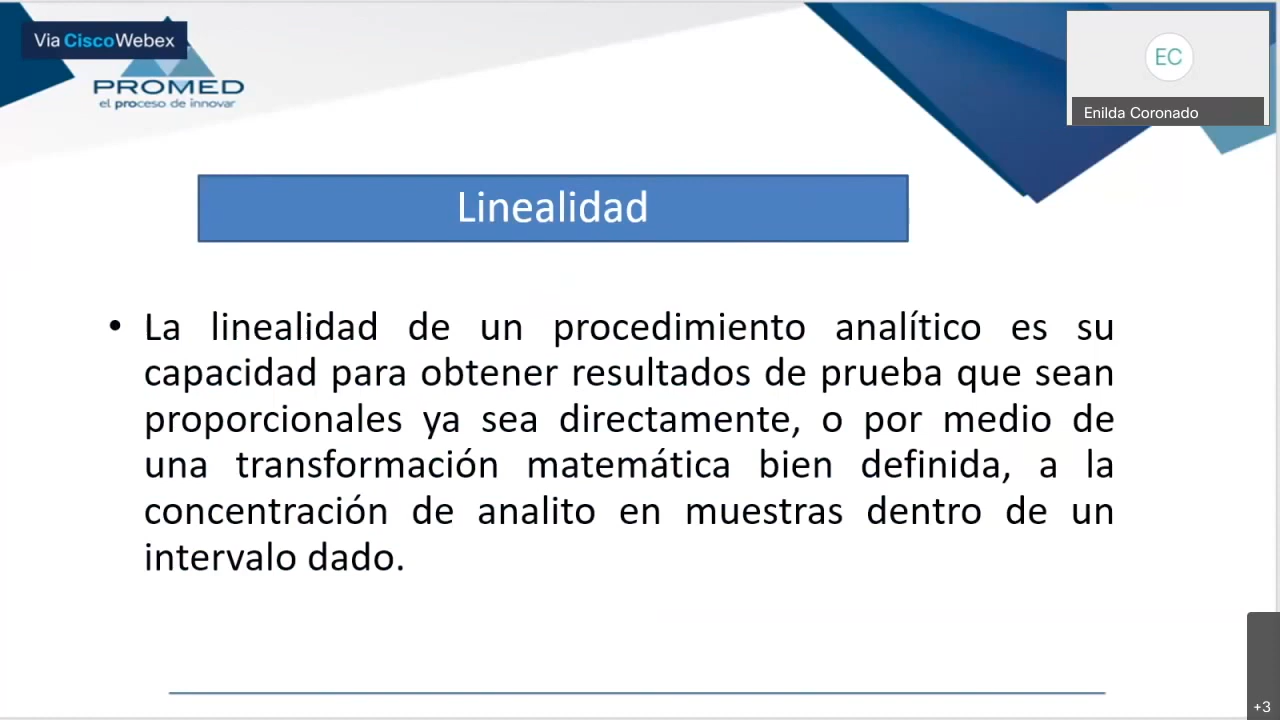 Via Cisco Webex
PROMED
el proceso de innovar
EC
Enilda Coronado
Linealidad
• La linealidad de un procedimiento analítico es su
capacidad para obtener resultados de prueba que sean
proporcionales ya sea directamente, o por medio de
una transformación matemática bien definida, a la
concentración de analito en muestras dentro de un
intervalo dado.
+3